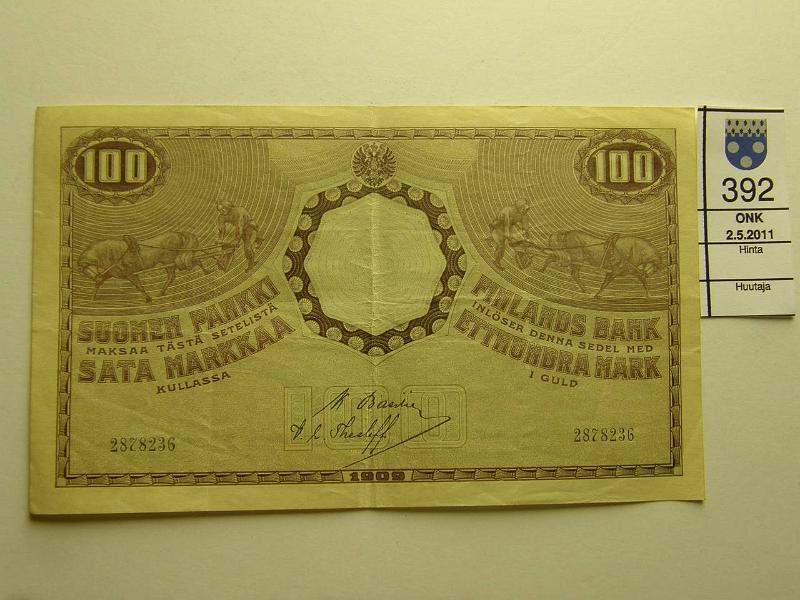 100
100
SUOMEN PANKKI
MAKSAA TÄSTÄ SETELISTÄ
SATA MARKKAA
KULLASSA
FINLANDS BANK
INLÖSER DENNA SEDEL MED
ETTHUNDRA MARK
I GULD
100
2878236
2878236
1909
392
ONK
2.5.2011
Hinta
Huutaja